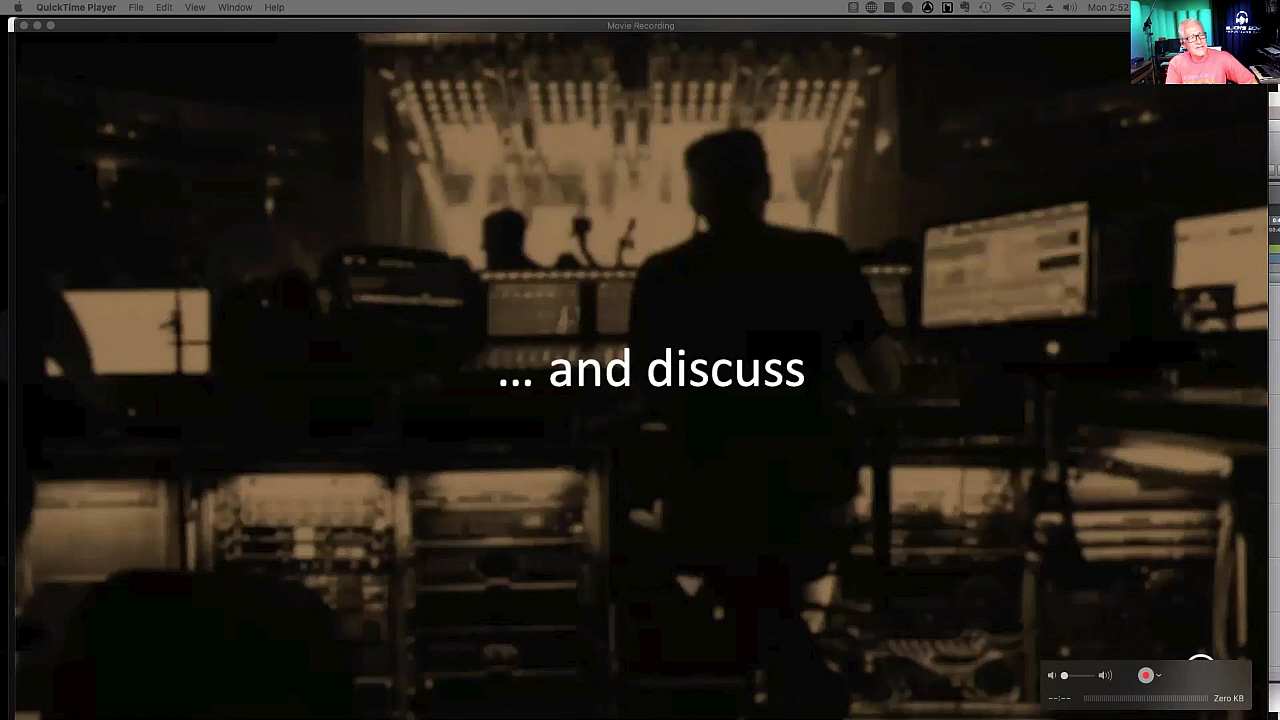 QuickTime Player File Edit View Window Help Mon 2:52
Movie Recording
... and discuss
--:-- Zero KB